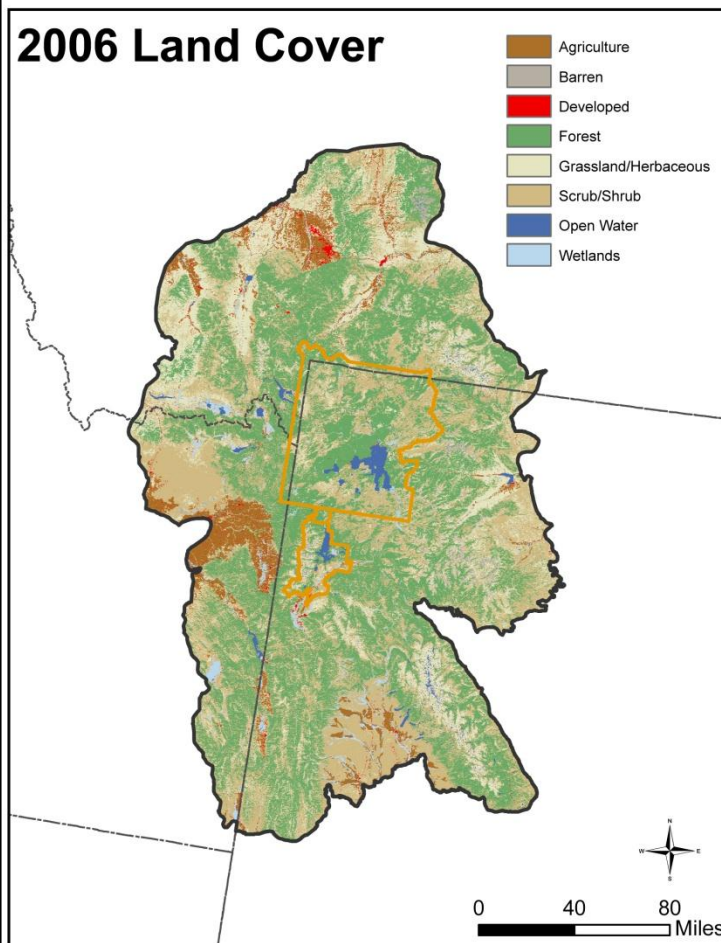 2006 Land Cover
Agriculture
Barren
Developed
Forest
Grassland/Herbaceous
Scrub/Shrub
Open Water
Wetlands
N
W E
S
0 40 80
Miles